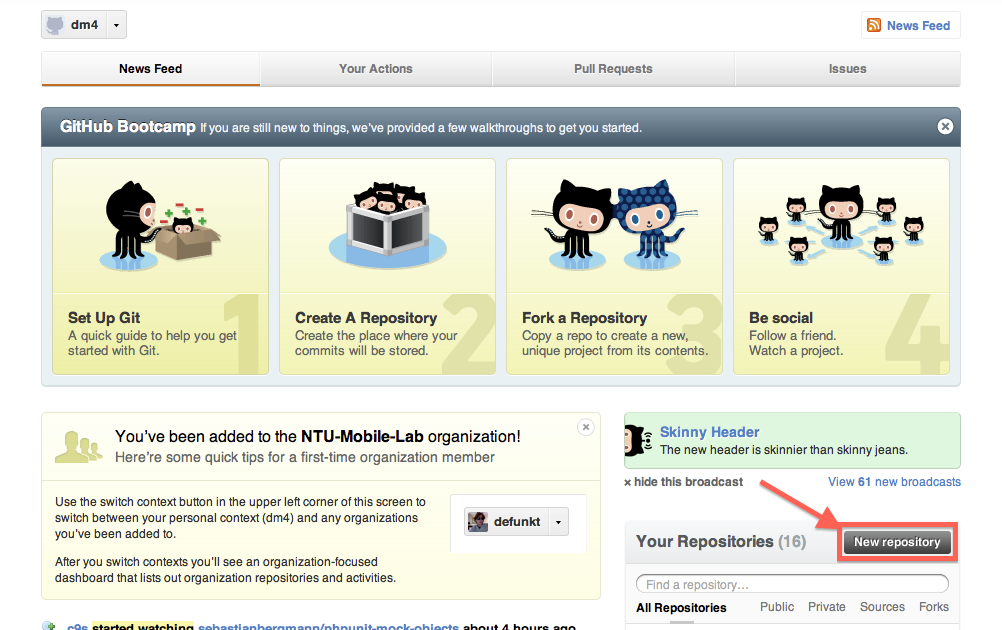 dm4
News Feed
News Feed
Your Actions
Pull Requests
Issues
GitHub Bootcamp If you are still new to things, we've provided a few walkthroughs to get you started.
1
Set Up Git
A quick guide to help you get
started with Git.
2
Create A Repository
Create the place where your
commits will be stored.
3
Fork a Repository
Copy a repo to create a new,
unique project from its contents.
4
Be social
Follow a friend.
Watch a project.
You've been added to the NTU-Mobile-Lab organization!
Here's some quick tips for a first-time organization member
Use the switch context button in the upper left corner of this screen to
switch between your personal context (dm4) and any organizations
you've been added to.
After you switch contexts you'll see an organization-focused
dashboard that lists out organization repositories and activities.
defunkt
Skinny Header
The new header is skinnier than skinny jeans.
× hide this broadcast
View 61 new broadcasts
Your Repositories (16)
New repository
Find a repository...
All Repositories
Public
Private
Sources
Forks
c9s started watching sebastianbergmann/phpunit-mock-objects about 4 hours ago